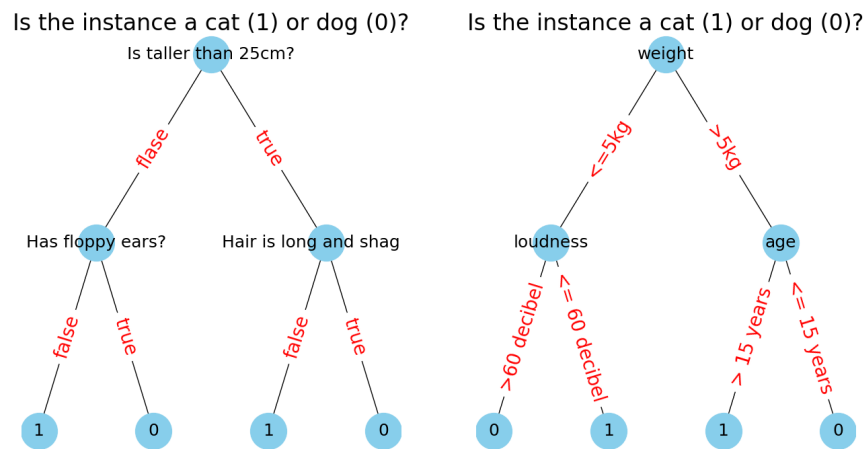 Is the instance a cat (1) or dog (0)?
Is taller than 25cm?
flase
true
Has floppy ears?
Hair is long and shag
false
true
false
true
1
0
1
0
Is the instance a cat (1) or dog (0)?
weight
<=5kg
>5kg
loudness
age
>60 decibel
<= 60 decibel
> 15 years
<= 15 years
0
1
1
0